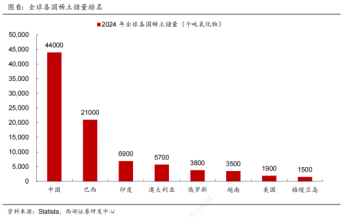 图 6：全球各国稀土储量排名
2024 年全球各国稀土储量（千吨氧化物）
50,000
45,000
40,000
35,000
30,000
25,000
20,000
15,000
10,000
5,000
0
44000
21000
6900
5700
3800
3500
1900
1500
中国
巴西
印度
澳大利亚
俄罗斯
越南
美国
格陵兰岛
资料来源：Statista，西部证券研发中心